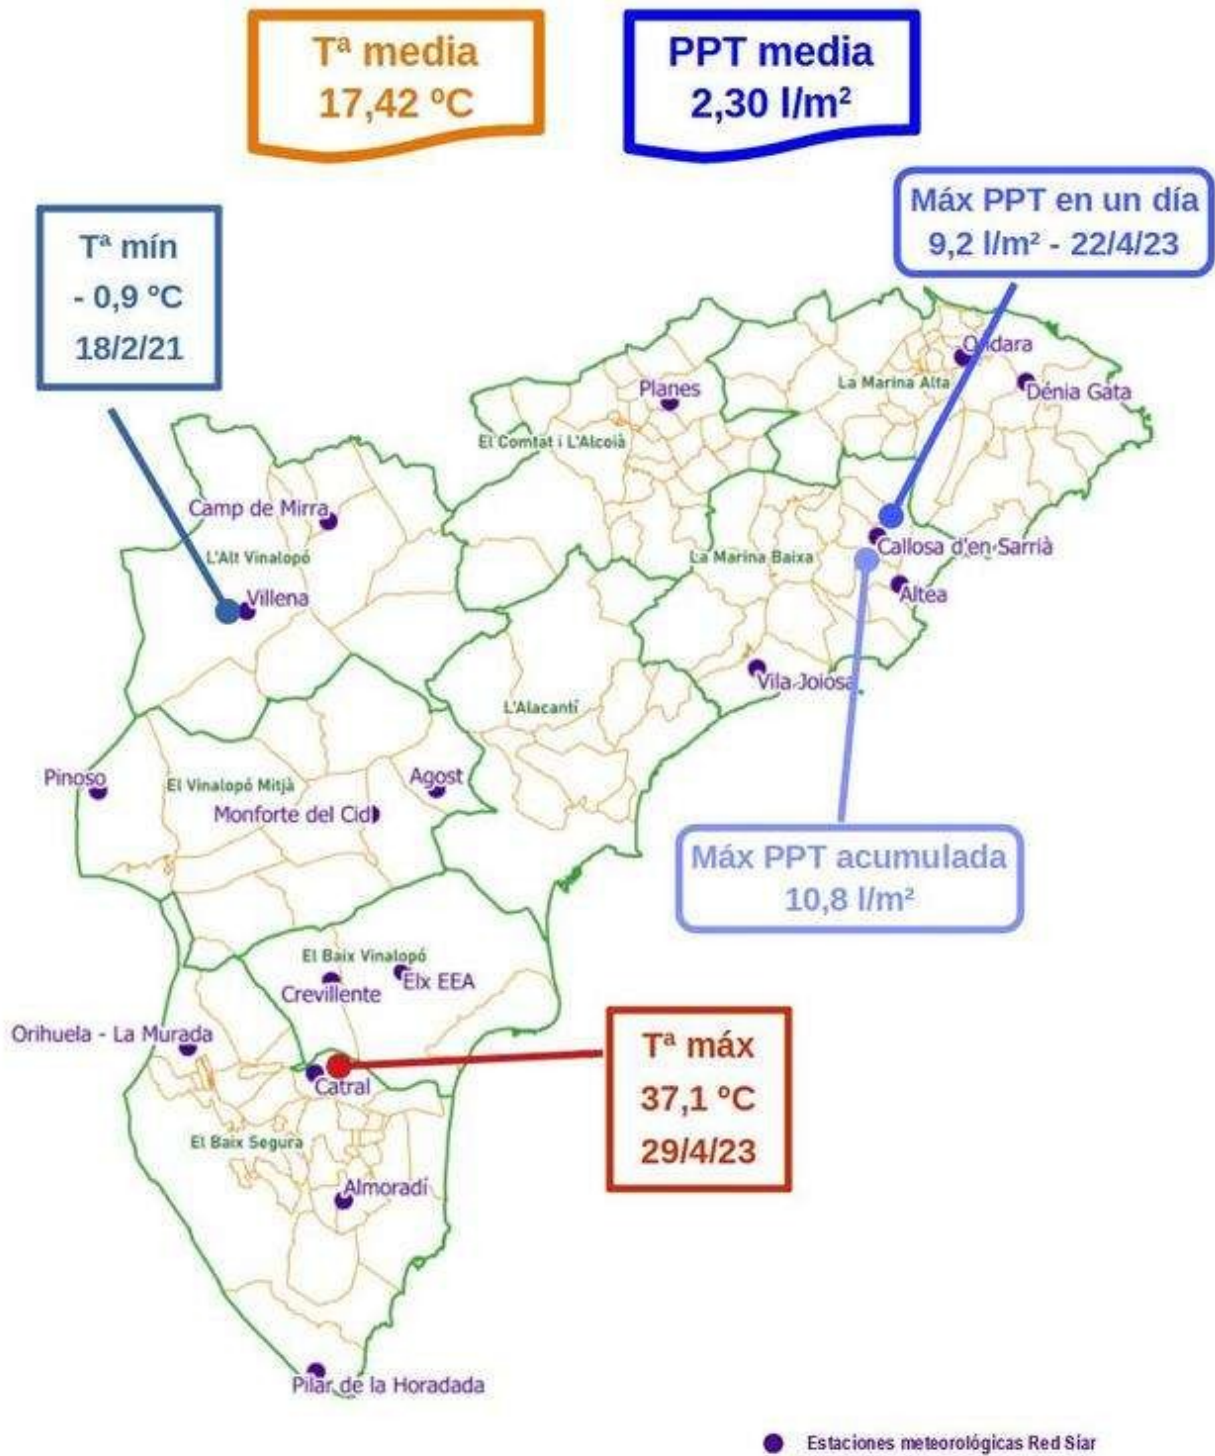 Tª media
17,42 ºC
PPT media
2,30 l/m²
Máx PPT en un día
9,2 l/m² - 22/4/23
Tª mín
- 0,9 ºC
18/2/21
Ondara
La Marina Alta
Dénia Gata
Planes
El Comtat i L'Alcoià
Camp de Mirra
L'Alt Vinalopó
Villena
La Marina Baixa
Callosa d'en Sarrià
Altea
Vila Joiosa
L'Alacantí
Pinoso
El Vinalopó Mitjà
Agost
Monforte del Cid
Máx PPT acumulada
10,8 l/m²
El Baix Vinalopó
Elx EEA
Crevillente
Orihuela - La Murada
Catral
Tª máx
37,1 ºC
29/4/23
El Baix Segura
Almoradí
Pilar de la Horadada
Estaciones meteorológicas Red Siar